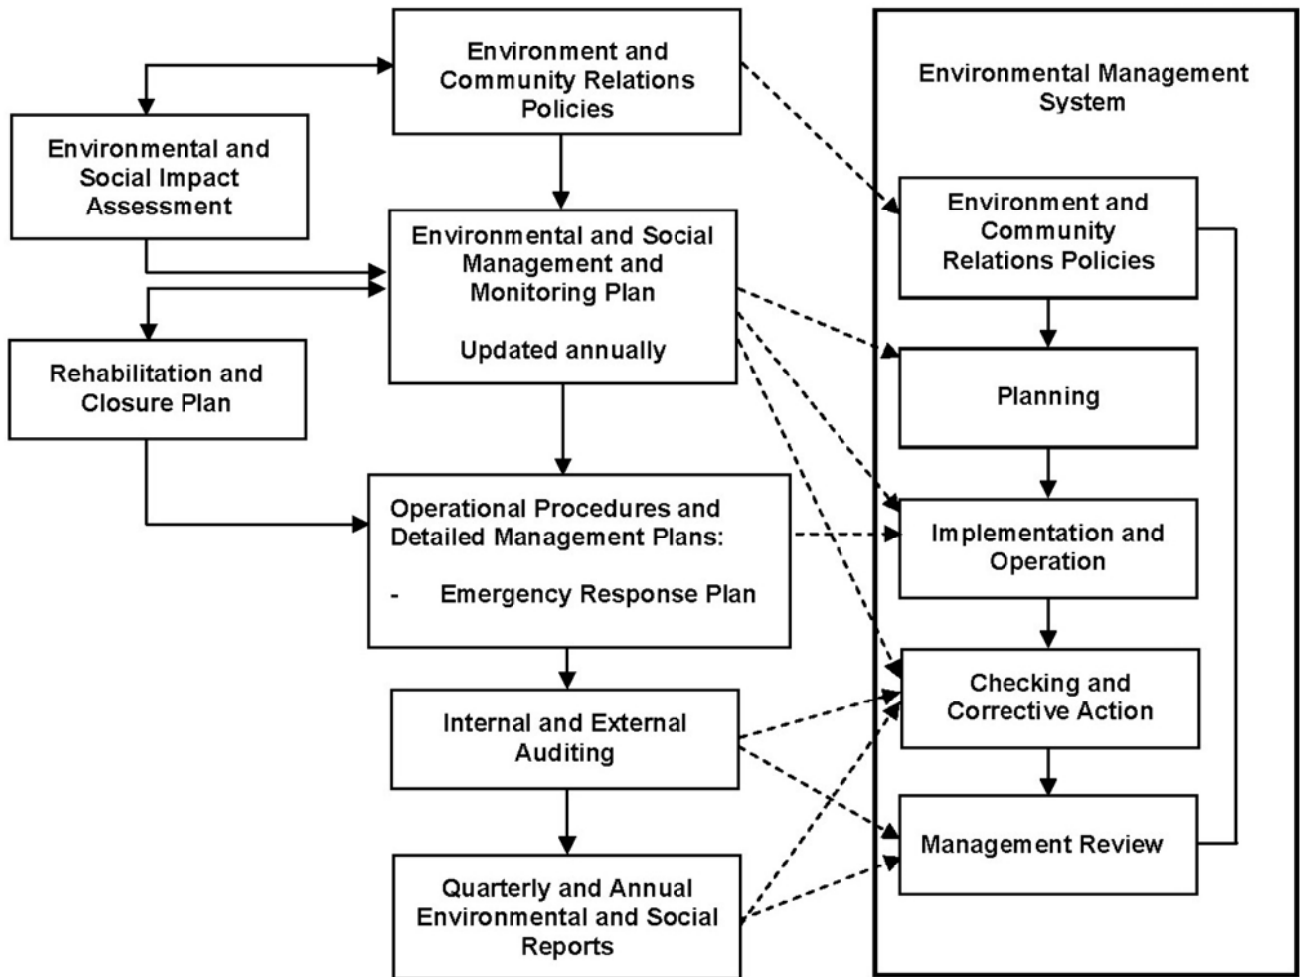 Environment and
Community Relations
Policies
Environmental Management
System
Environmental and
Social Impact
Assessment
Environment and
Community
Relations Policies
Environmental and Social
Management and
Monitoring Plan
Updated annually
Rehabilitation and
Closure Plan
Planning
Operational Procedures and
Detailed Management Plans:
- Emergency Response Plan
Implementation and
Operation
Checking and
Corrective Action
Internal and External
Auditing
Management Review
Quarterly and Annual
Environmental and Social
Reports